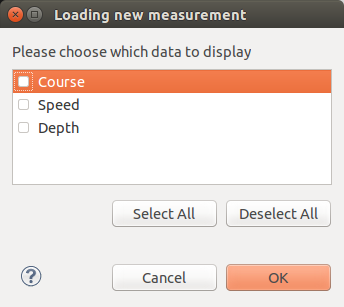 Loading new measurement
Please choose which data to display
Course
Speed
Depth
Select All
Deselect All
?
Cancel
OK